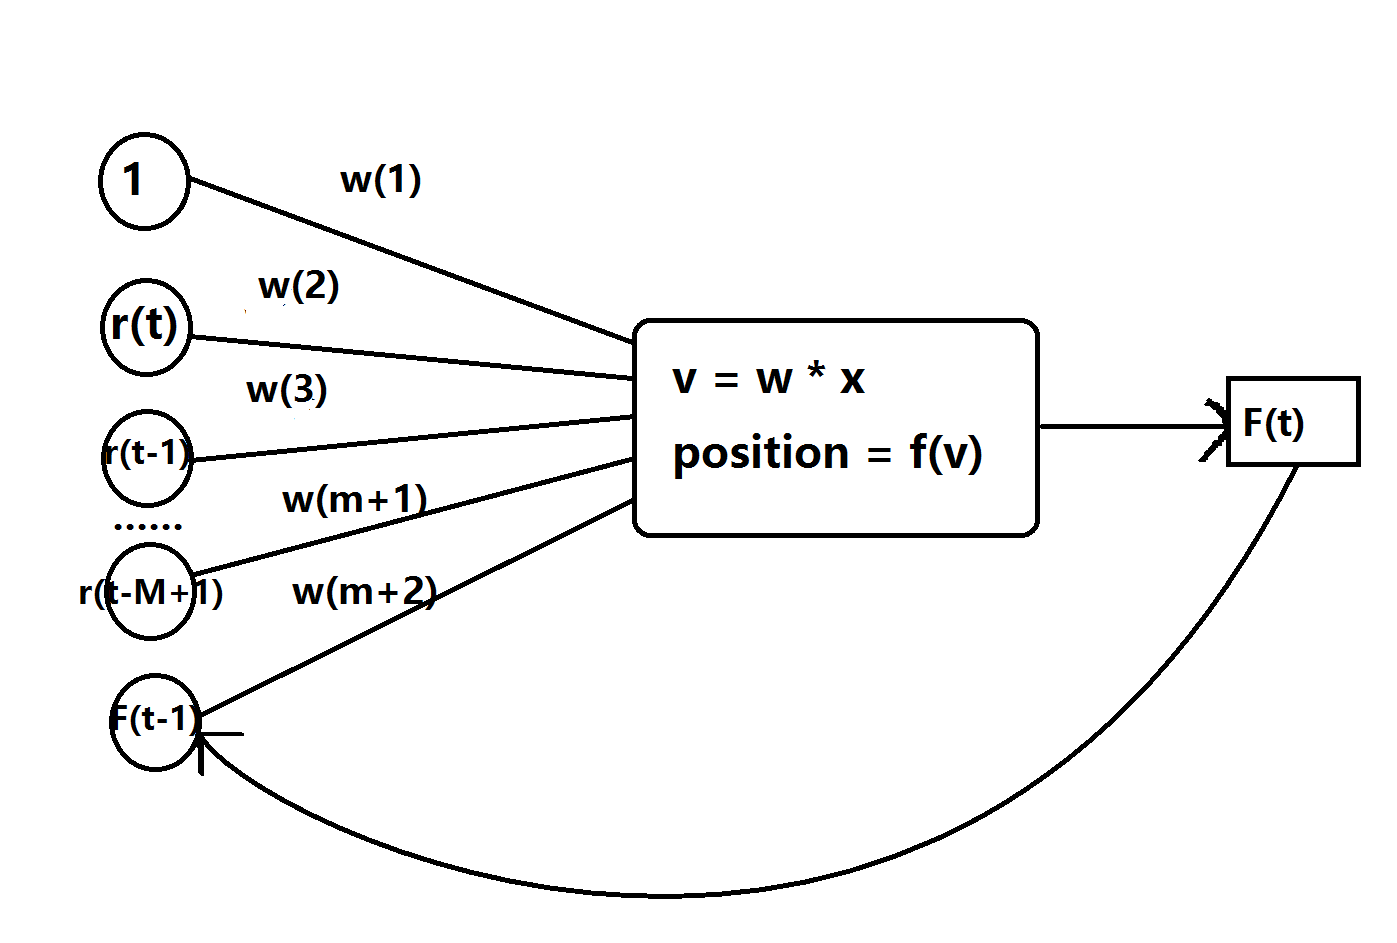 1
w(1)
w(2)
r(t)
w(3)
r(t-1)
w(m+1)
......
r(t-M+1)
w(m+2)
F(t-1)
v = w * x
position = f(v)
F(t)